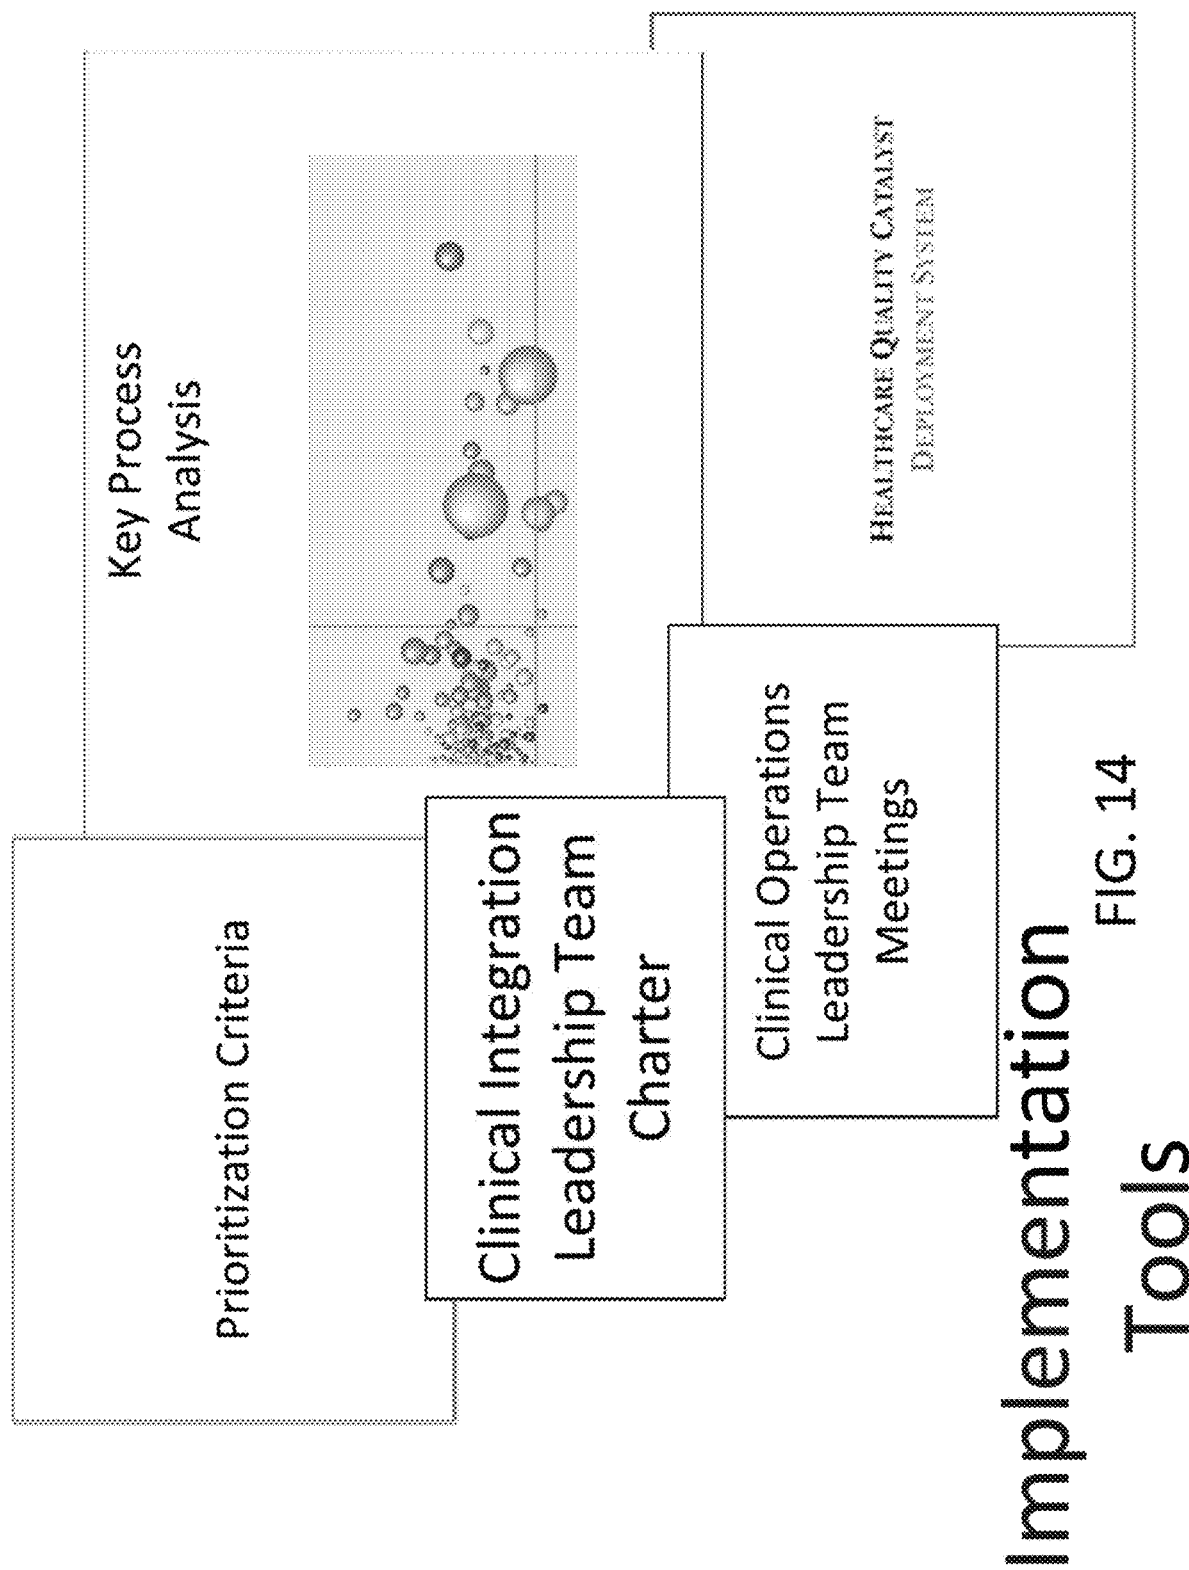 Prioritization Criteria
Key Process
Analysis
Clinical Integration
Leadership Team
Charter
Clinical Operations
Leadership Team
Meetings
HEALTHCARE QUALITY CATALYST
DEPLOYMENT SYSTEM
Implementation
Tools
FIG. 14